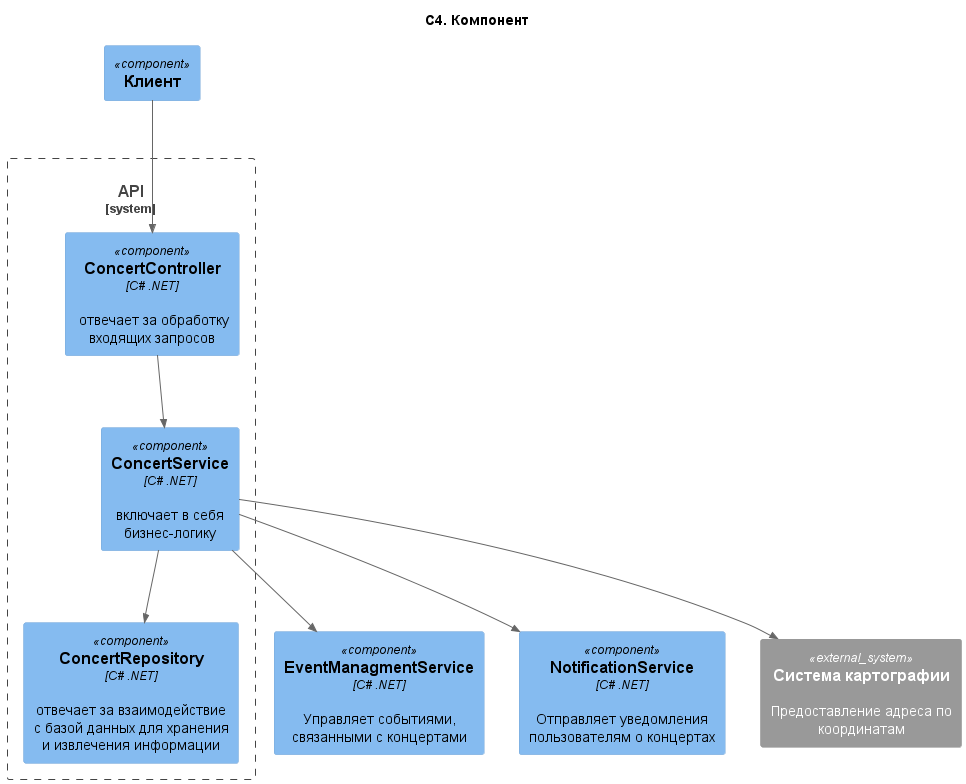 C4. Компонент
«component»
Клиент
API
[system]
«component»
ConcertController
[C# .NET]
отвечает за обработку
входящих запросов
«component»
ConcertService
[C# .NET]
включает в себя
бизнес-логику
«component»
ConcertRepository
[C# .NET]
отвечает за взаимодействие
с базой данных для хранения
и извлечения информации
«component»
EventManagmentService
[C# .NET]
Управляет событиями,
связанными с концертами
«component»
NotificationService
[C# .NET]
Отправляет уведомления
пользователям о концертах
«external_system»
Система картографии
Предоставление адреса по
координатам